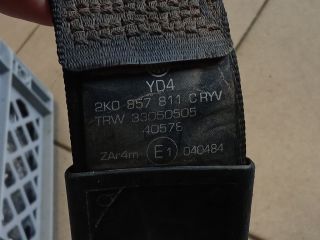 YD4
2K0 857 811 C RYV
TRW 33050505
40576
ZAr4m E1 040484